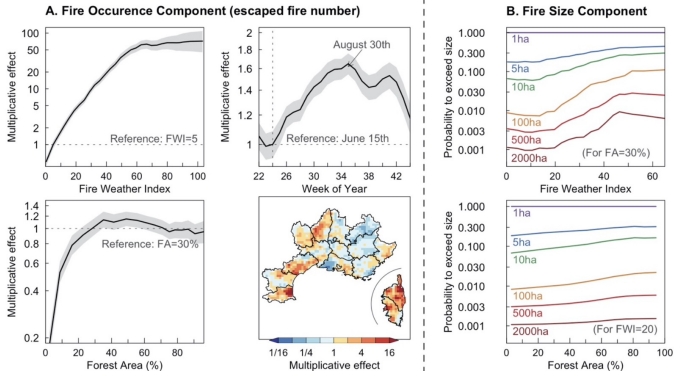 A. Fire Occurence Component (escaped fire number)
Multiplicative effect
100
50
20
10
5
2
1
Reference: FWI=5
0 20 40 60 80 100
Fire Weather Index
Multiplicative effect
2
1.8
1.6
1.4
1.2
1
August 30th
Reference: June 15th
22 24 28 32 36 40 44
Week of Year
Multiplicative effect
1.4
1.2
1
0.8
0.6
0.4
0.2
Reference: FA=30%
0 20 40 60 80
Forest Area (%)
1/16 1/4 1 4 16
Multiplicative effect
B. Fire Size Component
Probability to exceed size
1.000
0.300
0.100
0.030
0.010
0.003
0.001
1ha
5ha
10ha
100ha
500ha
2000ha
(For FA=30%)
0 10 20 30 40 50 60
Fire Weather Index
Probability to exceed size
1.000
0.300
0.100
0.030
0.010
0.003
0.001
1ha
5ha
10ha
100ha
500ha
2000ha
(For FWI=20)
0 20 40 60 80 100
Forest Area (%)